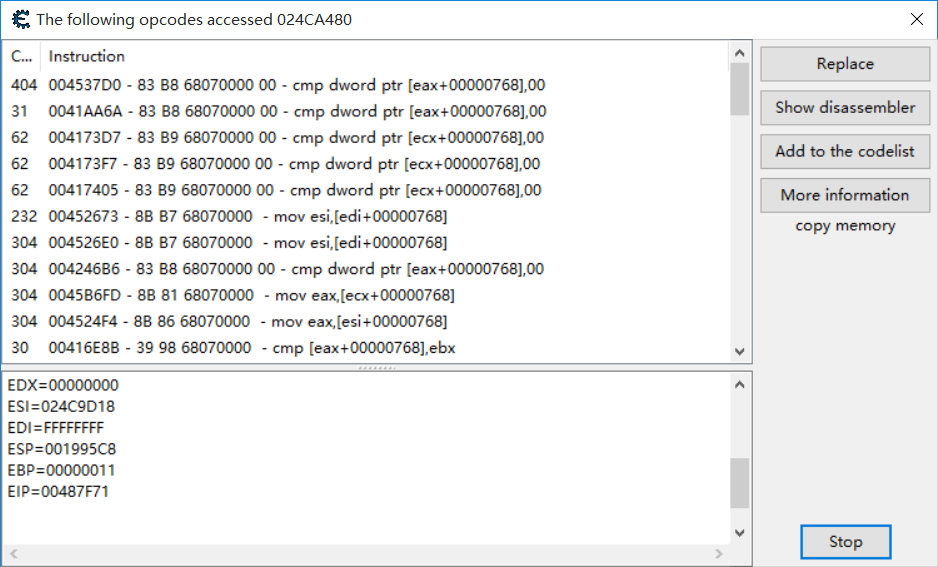 The following opcodes accessed 024CA480
C... Instruction
404 004537D0 - 83 B8 68070000 00 - cmp dword ptr [eax+00000768],00
31 0041AA6A - 83 B8 68070000 00 - cmp dword ptr [eax+00000768],00
62 004173D7 - 83 B9 68070000 00 - cmp dword ptr [ecx+00000768],00
62 004173F7 - 83 B9 68070000 00 - cmp dword ptr [ecx+00000768],00
62 00417405 - 83 B9 68070000 00 - cmp dword ptr [ecx+00000768],00
232 00452673 - 8B B7 68070000 - mov esi,[edi+00000768]
304 004526E0 - 8B B7 68070000 - mov esi,[edi+00000768]
304 004246B6 - 83 B8 68070000 00 - cmp dword ptr [eax+00000768],00
304 0045B6FD - 8B 81 68070000 - mov eax,[ecx+00000768]
304 004524F4 - 8B 86 68070000 - mov eax,[esi+00000768]
30 00416E8B - 39 98 68070000 - cmp [eax+00000768],ebx
Replace
Show disassembler
Add to the codelist
More information
copy memory
EDX=00000000
ESI=024C9D18
EDI=FFFFFFFF
ESP=001995C8
EBP=00000011
EIP=00487F71
Stop